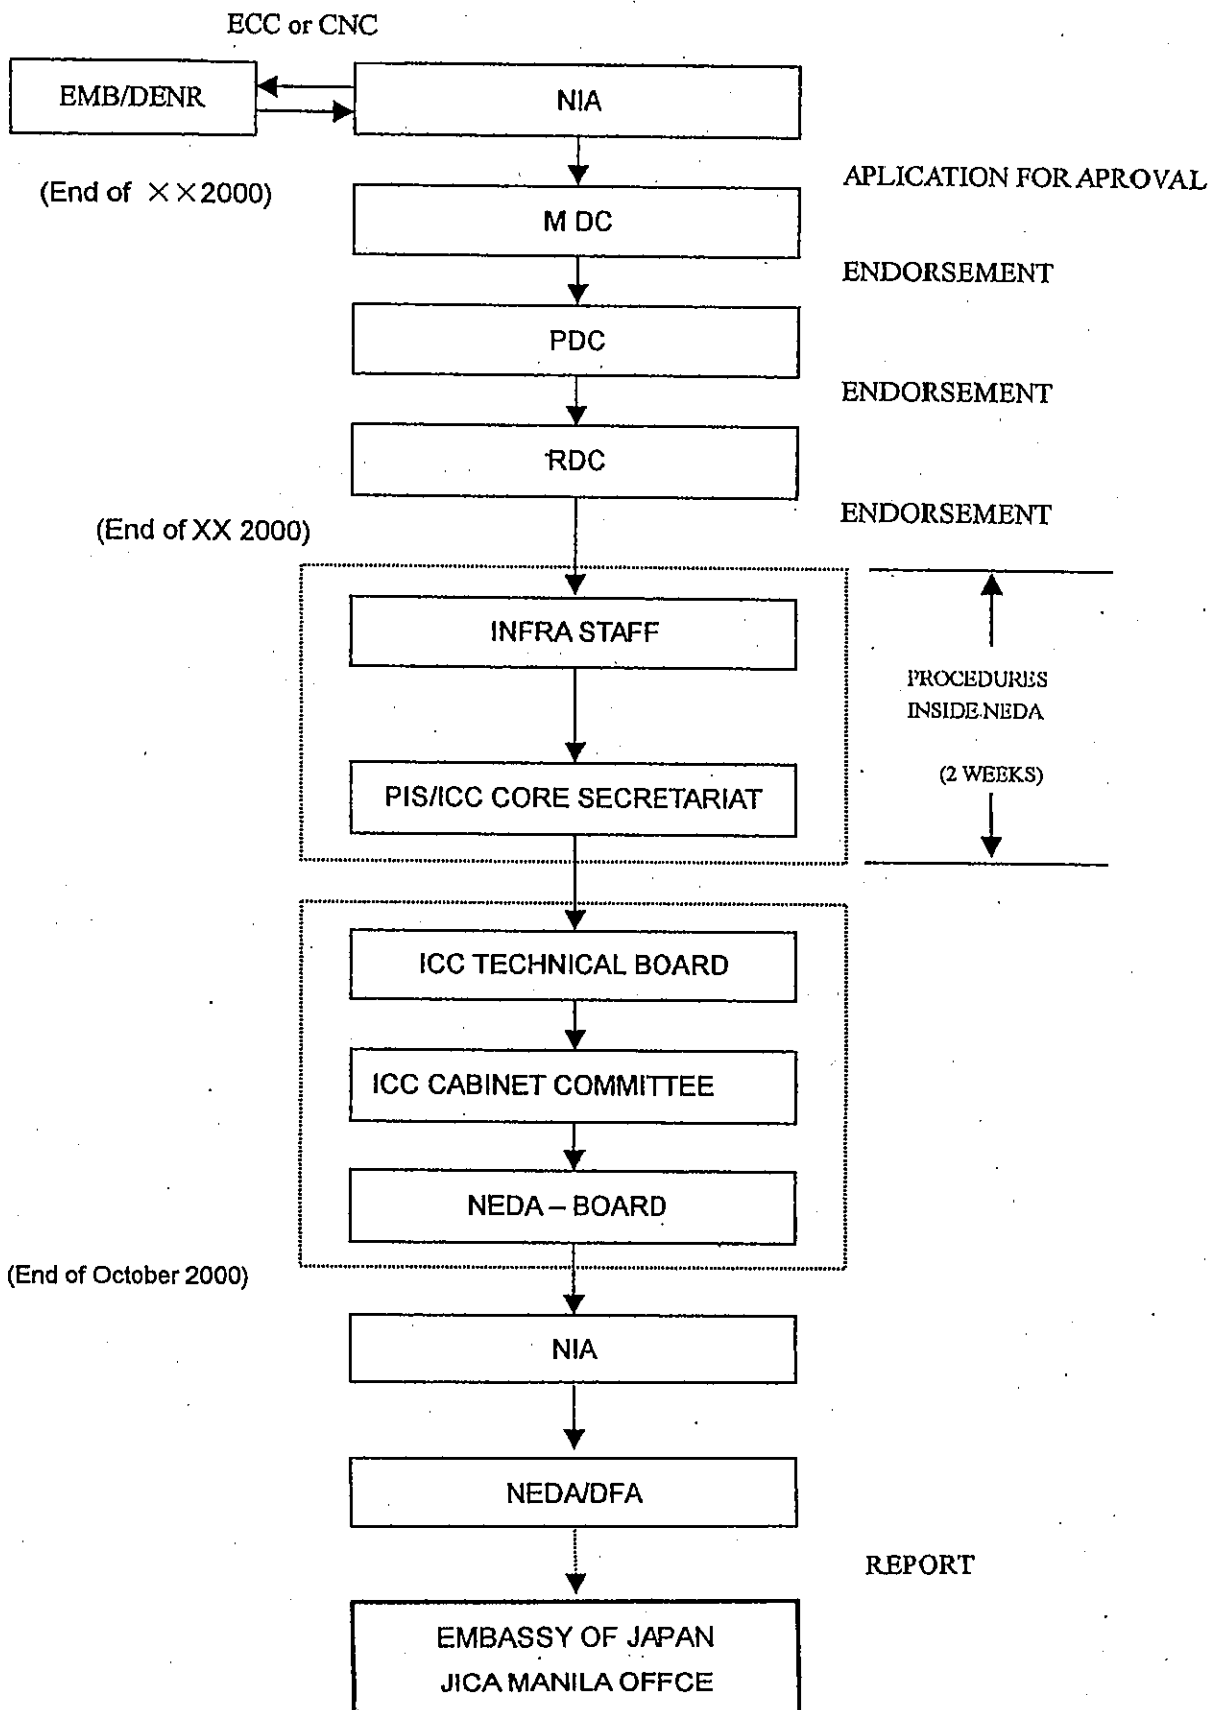 ECC or CNC
EMB/DENR
NIA
(End of ××2000)
APLICATION FOR APROVAL
M DC
ENDORSEMENT
PDC
ENDORSEMENT
RDC
(End of XX 2000)
ENDORSEMENT
INFRA STAFF
PROCEDURES
INSIDE NEDA
(2 WEEKS)
PIS/ICC CORE SECRETARIAT
ICC TECHNICAL BOARD
ICC CABINET COMMITTEE
NEDA – BOARD
(End of October 2000)
NIA
NEDA/DFA
REPORT
EMBASSY OF JAPAN
JICA MANILA OFFCE